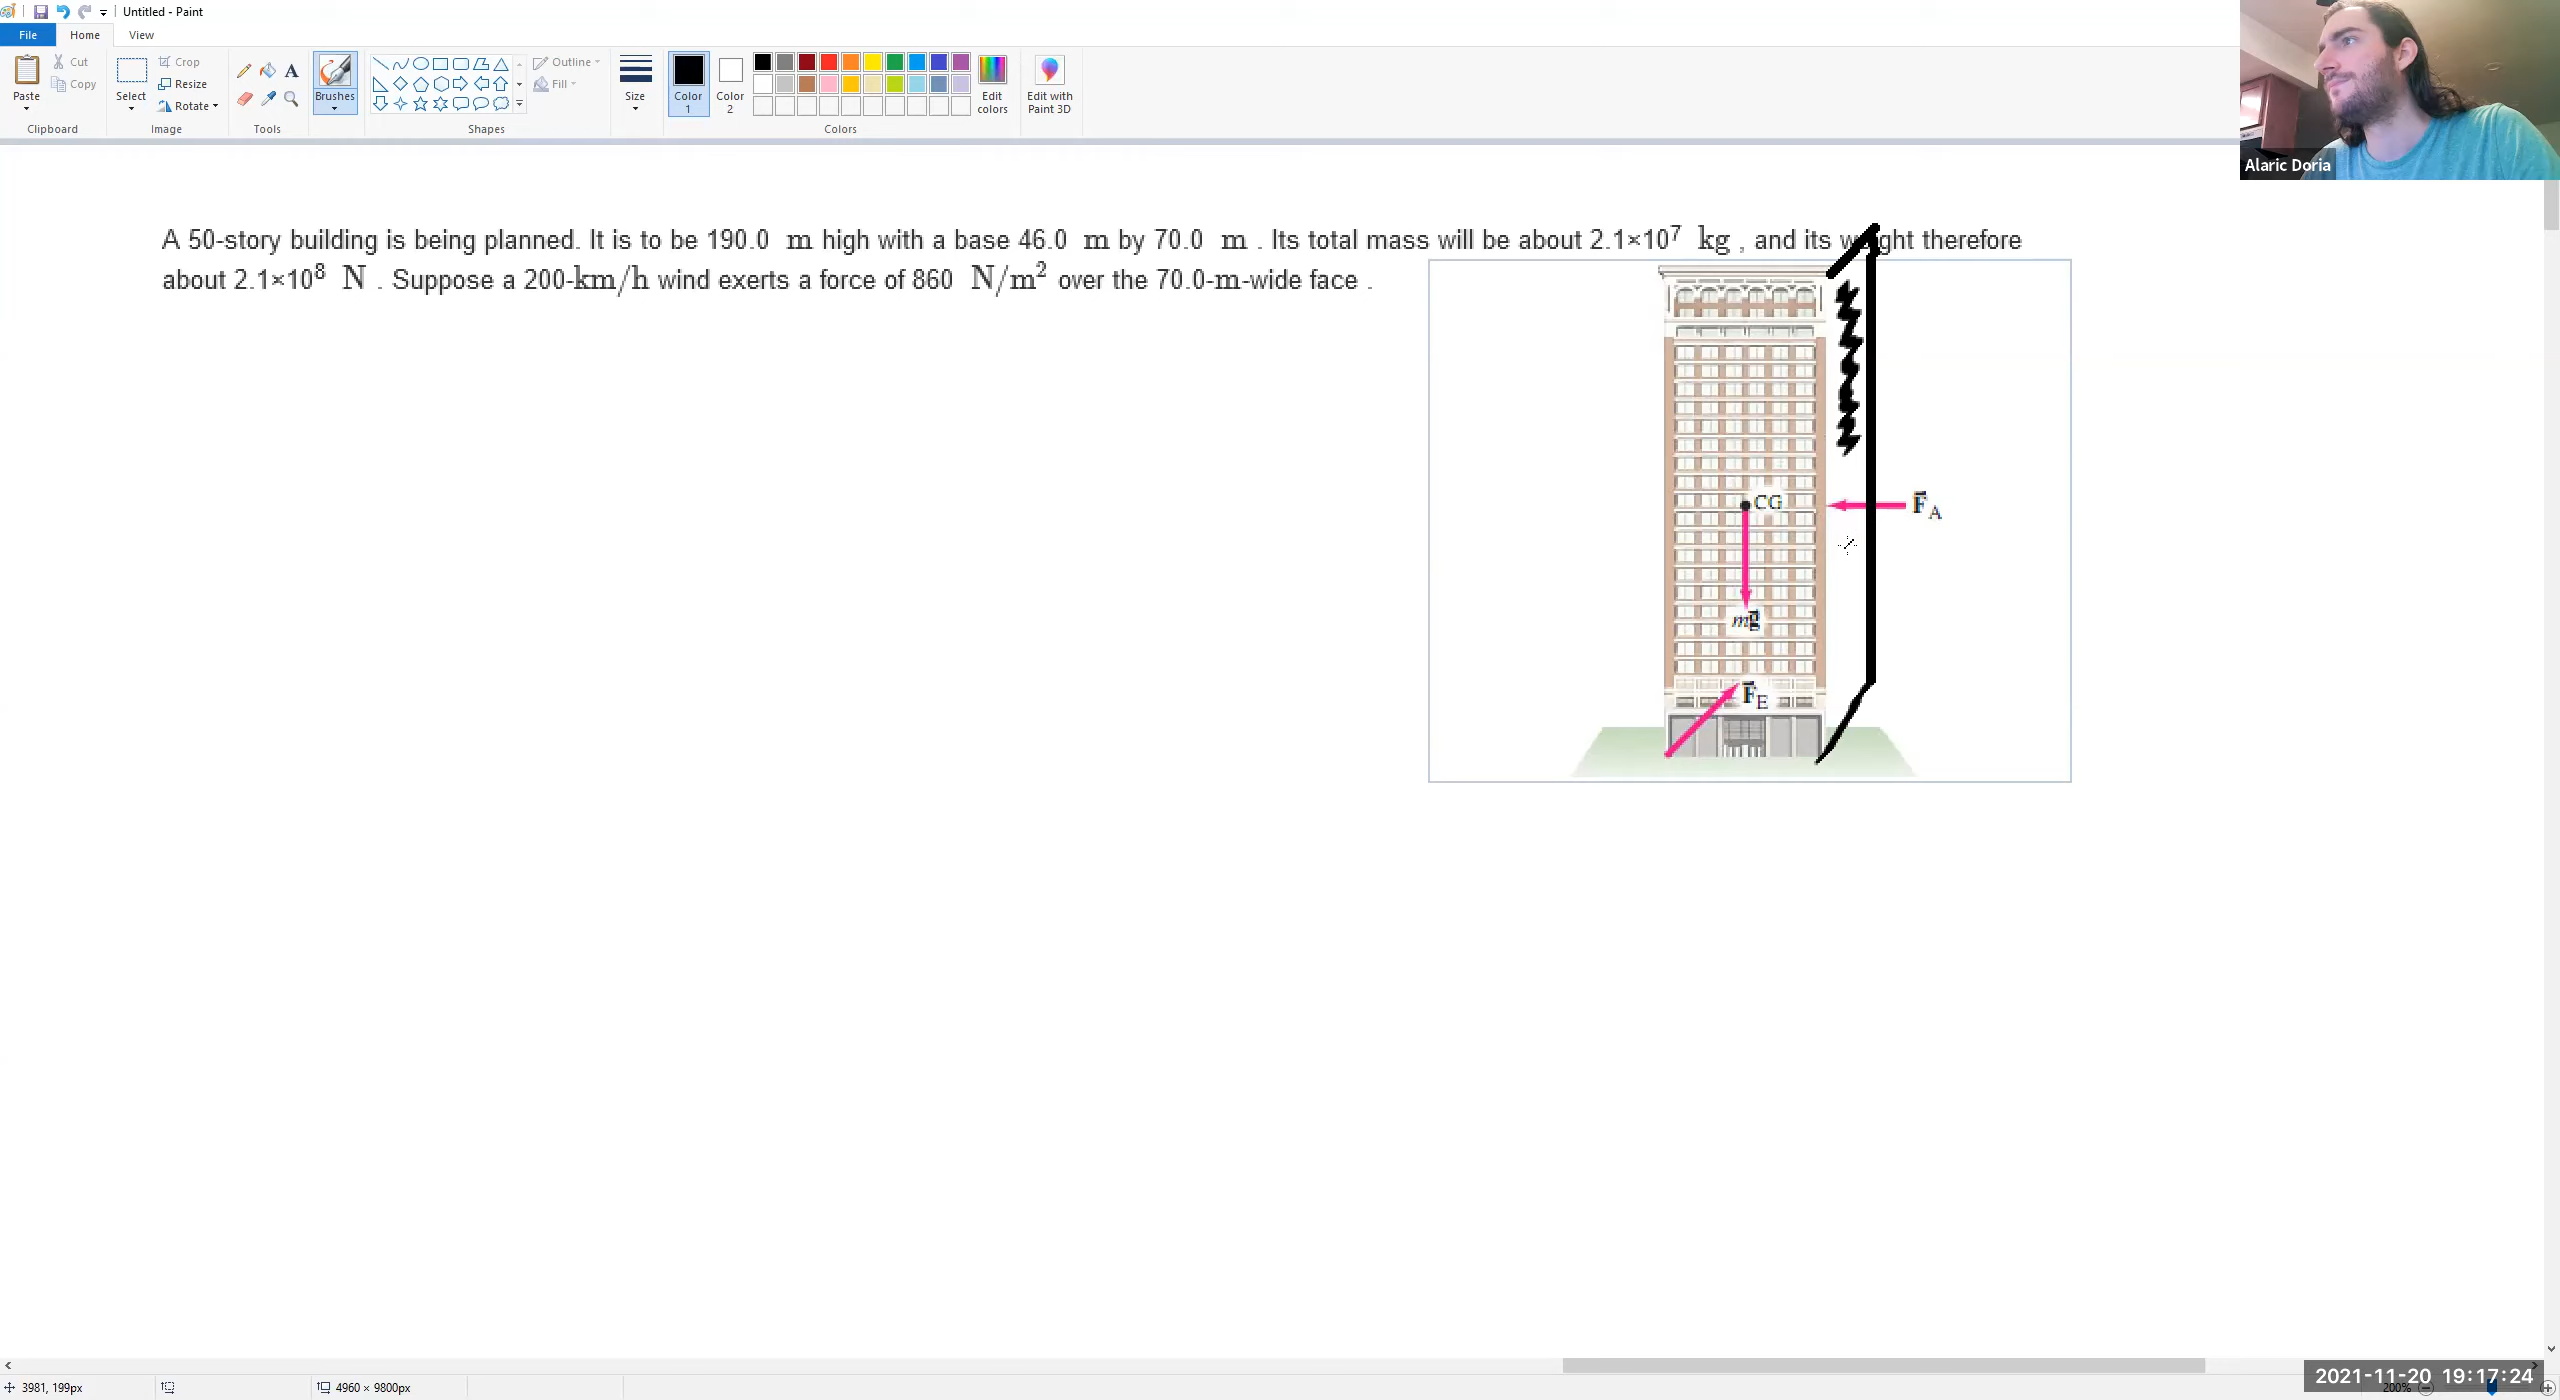 Untitled - Paint
File Home View
Paste
Cut
Copy
Clipboard
Select
Crop
Resize
Rotate
Image
A
Tools
Brushes
Outline
Fill
Shapes
Size
Color 1
Color 2
Edit colors
Colors
Edit with Paint 3D
Alaric Doria
A 50-story building is being planned. It is to be 190.0 m high with a base 46.0 m by 70.0 m . Its total mass will be about 2.1×10⁷ kg , and its weight therefore
about 2.1×10⁸ N . Suppose a 200-km/h wind exerts a force of 860 N/m² over the 70.0-m-wide face .
CG
F⃗A
mg⃗
F⃗E
3981, 199px
4960 × 9800px
200%
2021-11-20 19:17:24